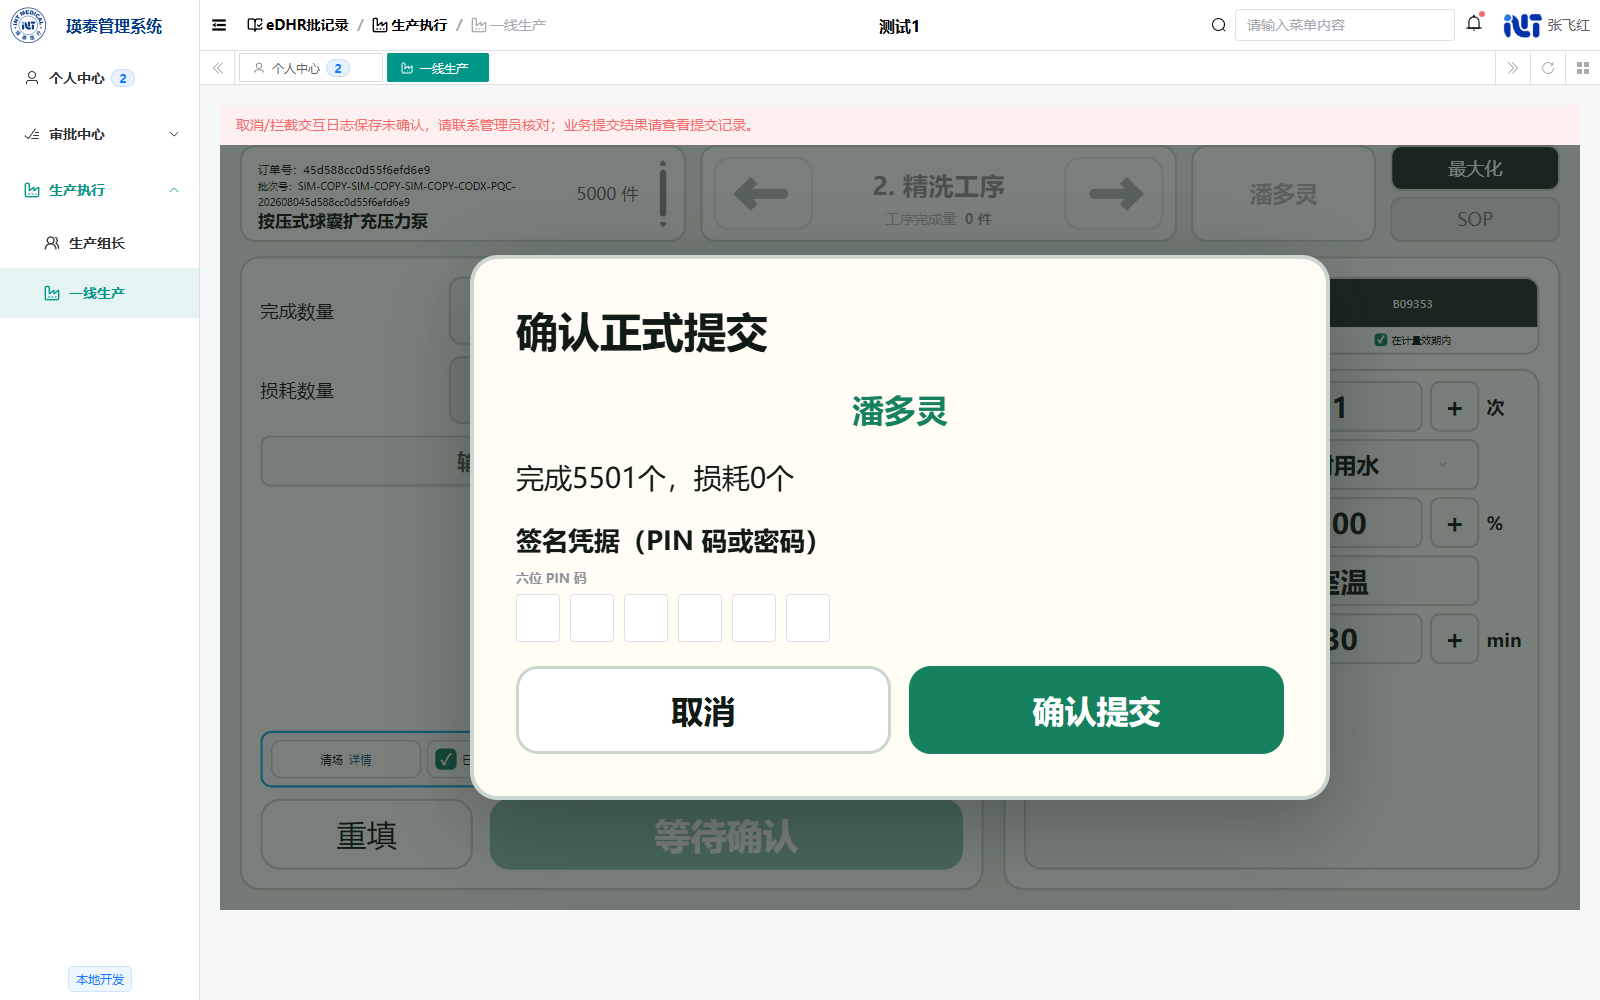 瑛泰管理系统
eDHR批记录 / 生产执行 / 一线生产
测试1
请输入菜单内容
张飞红
个人中心 2
审批中心
生产执行
生产组长
一线生产
本地开发
个人中心 2
一线生产
取消/拦截交互日志保存未确认，请联系管理员核对；业务提交结果请查看提交记录。
订单号：45d588cc0d55f6efd6e9
批次号：SIM-COPY-SIM-COPY-SIM-COPY-CODX-PQC-
202608045d588cc0d55f6efd6e9
按压式球囊扩充压力泵
5000 件
2. 精洗工序
工序完成量 0 件
潘多灵
最大化
SOP
完成数量
损耗数量
B09353
在计量效期内
1 + 次
用水
00 + %
室温
30 + min
清场 详情
重填
等待确认
确认正式提交
潘多灵
完成5501个，损耗0个
签名凭据（PIN 码或密码）
六位 PIN 码
取消
确认提交